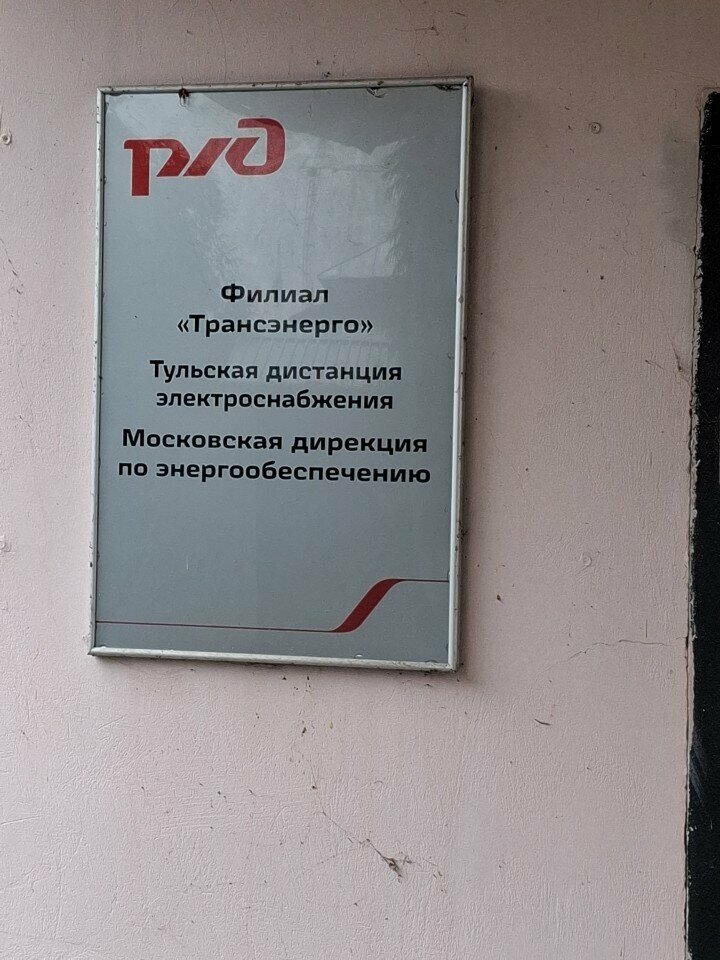 РЖД
Филиал
«Трансэнерго»
Тульская дистанция
электроснабжения
Московская дирекция
по энергообеспечению